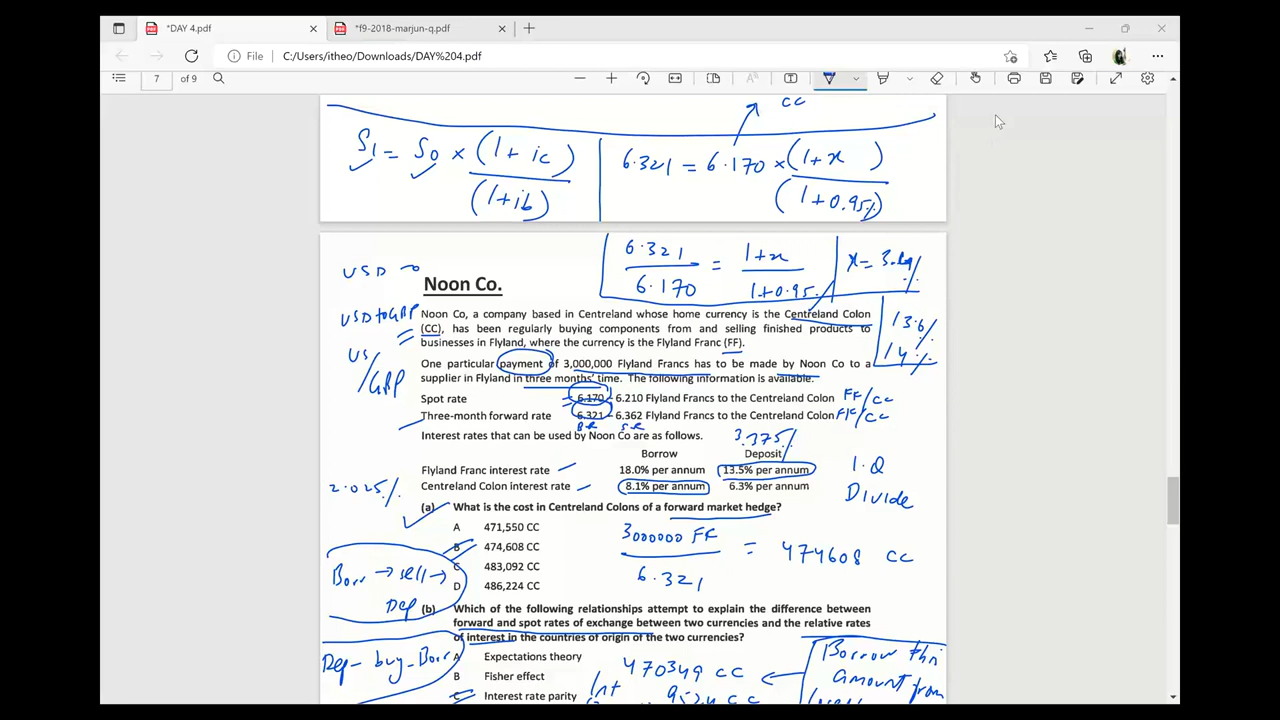 *DAY 4.pdf
*f9-2018-marjun-q.pdf
File C:/Users/itheo/Downloads/DAY%204.pdf
7 of 9
CC
S1 = S0 × (1 + ic) / (1+ib)
6.321 = 6.170 × (1+x) / (1+0.95%)
6.321 / 6.170 = 1+x / 1+0.95%
USD
Noon Co.
Noon Co, a company based in Centreland whose home currency is the Centreland Colon
USD to GBP
(CC), has been regularly buying components from and selling finished products to
13.6%
businesses in Flyland, where the currency is the Flyland Franc (FF).
14%
US/GBP
One particular payment of 3,000,000 Flyland Francs has to be made by Noon Co to a
supplier in Flyland in three months' time. The following information is available:
Spot rate 6.170 – 6.210 Flyland Francs to the Centreland Colon FF/CC
Three-month forward rate 6.321 – 6.362 Flyland Francs to the Centreland Colon FF/CC
BR SR
Interest rates that can be used by Noon Co are as follows. 3.375%
Borrow Deposit
Flyland Franc interest rate 18.0% per annum 13.5% per annum
1.Q
Centreland Colon interest rate 8.1% per annum 6.3% per annum
2.025%
Divide
(a) What is the cost in Centreland Colons of a forward market hedge?
A 471,550 CC
B 474,608 CC
C 483,092 CC
D 486,224 CC
3000000 FF / 6.321 = 474608 CC
Borr → sell → Dep
(b) Which of the following relationships attempt to explain the difference between
forward and spot rates of exchange between two currencies and the relative rates
of interest in the countries of origin of the two currencies?
Dep – buy – Borr
A Expectations theory
B Fisher effect
C Interest rate parity
470349 CC
Int
Borrow this
amount from